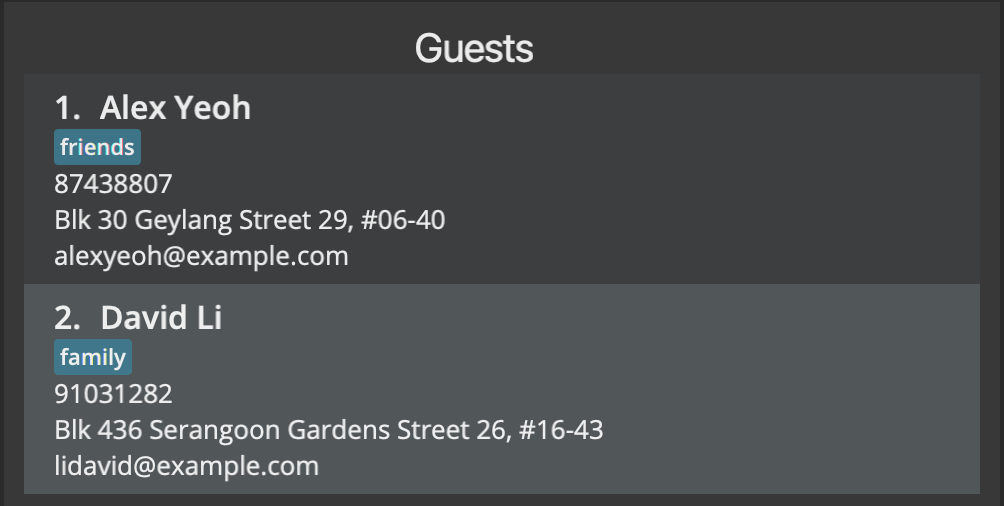 Guests
1. Alex Yeoh
friends
87438807
Blk 30 Geylang Street 29, #06-40
alexyeoh@example.com
2. David Li
family
91031282
Blk 436 Serangoon Gardens Street 26, #16-43
lidavid@example.com